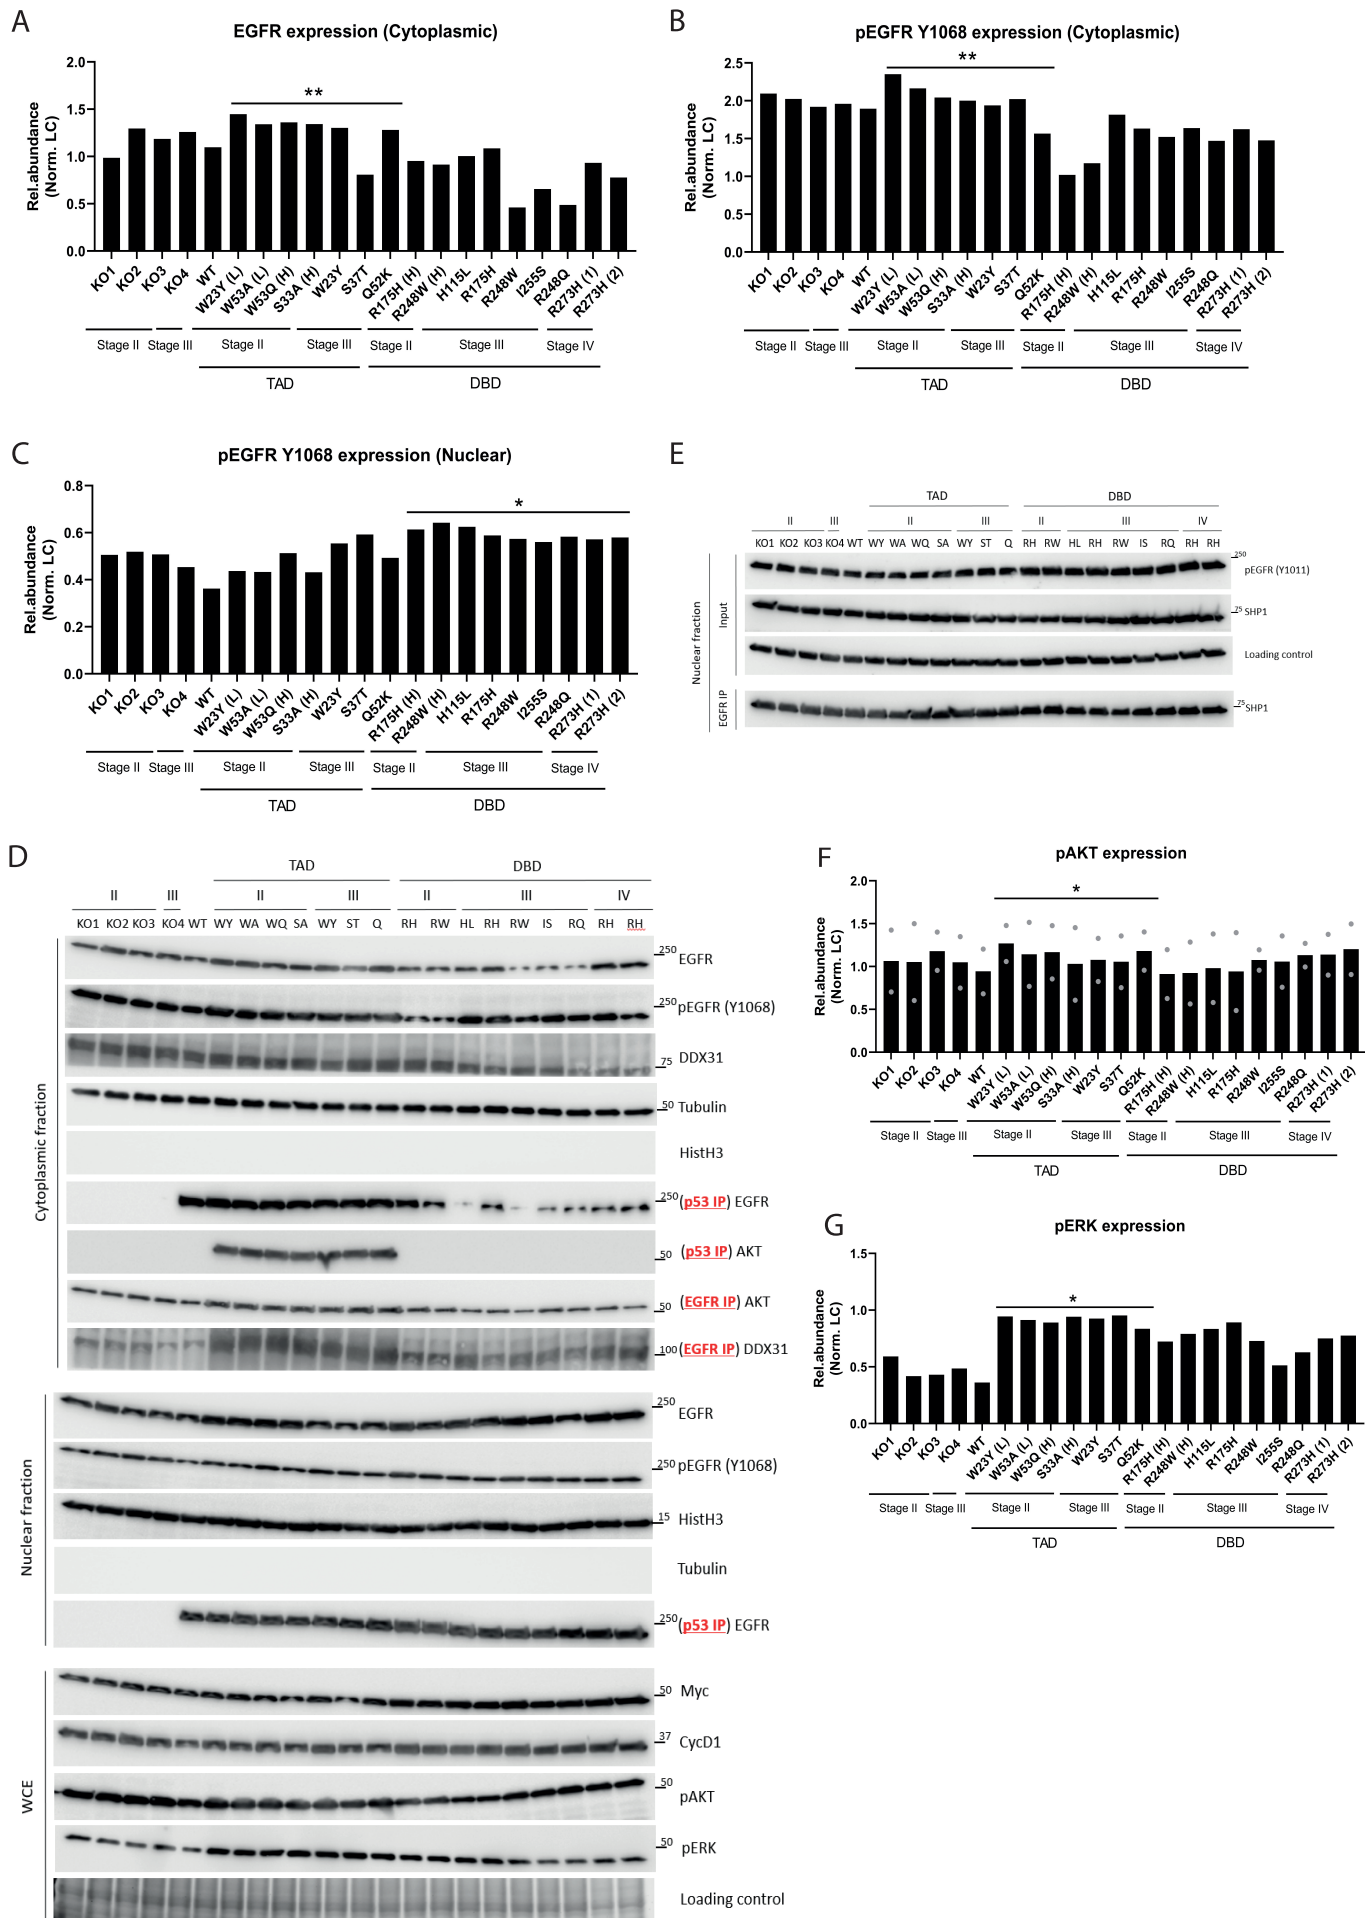 A
EGFR expression (Cytoplasmic)
Rel.abundance
(Norm. LC)
2.0
1.5
1.0
0.5
0.0
**
KO1 KO2 KO3 KO4 WT W23Y (L) W53A (L) W53Q (H) S33A (H) W23Y S37T Q52K R175H (H) R248W (H) H115L R175H R248W I255S R248Q R273H (1) R273H (2)
Stage II Stage III Stage II Stage III Stage II Stage III Stage IV
TAD DBD
B
pEGFR Y1068 expression (Cytoplasmic)
Rel.abundance
(Norm. LC)
2.5
2.0
1.5
1.0
0.5
0.0
**
KO1 KO2 KO3 KO4 WT W23Y (L) W53A (L) W53Q (H) S33A (H) W23Y S37T Q52K R175H (H) R248W (H) H115L R175H R248W I255S R248Q R273H (1) R273H (2)
Stage II Stage III Stage II Stage III Stage II Stage III Stage IV
TAD DBD
C
pEGFR Y1068 expression (Nuclear)
Rel.abundance
(Norm. LC)
0.8
0.6
0.4
0.2
0.0
*
KO1 KO2 KO3 KO4 WT W23Y (L) W53A (L) W53Q (H) S33A (H) W23Y S37T Q52K R175H (H) R248W (H) H115L R175H R248W I255S R248Q R273H (1) R273H (2)
Stage II Stage III Stage II Stage III Stage II Stage III Stage IV
TAD DBD
E
TAD DBD
II III II III II III IV
KO1 KO2 KO3 KO4 WT WY WA WQ SA WY ST Q RH RW HL RH RW IS RQ RH RH
Nuclear fraction
Input
250
pEGFR (Y1011)
75 SHP1
Loading control
EGFR IP
75 SHP1
D
TAD DBD
II III II III II III IV
KO1 KO2 KO3 KO4 WT WY WA WQ SA WY ST Q RH RW HL RH RW IS RQ RH RH
Cytoplasmic fraction
250 EGFR
250 pEGFR (Y1068)
75 DDX31
50 Tubulin
HistH3
250 (p53 IP) EGFR
50 (p53 IP) AKT
50 (EGFR IP) AKT
100 (EGFR IP) DDX31
Nuclear fraction
250 EGFR
250 pEGFR (Y1068)
15 HistH3
Tubulin
250 (p53 IP) EGFR
WCE
50 Myc
37 CycD1
50 pAKT
50 pERK
Loading control
F
pAKT expression
Rel.abundance
(Norm. LC)
2.0
1.5
1.0
0.5
0.0
*
KO1 KO2 KO3 KO4 WT W23Y (L) W53A (L) W53Q (H) S33A (H) W23Y S37T Q52K R175H (H) R248W (H) H115L R175H R248W I255S R248Q R273H (1) R273H (2)
Stage II Stage III Stage II Stage III Stage II Stage III Stage IV
TAD DBD
G
pERK expression
Rel.abundance
(Norm. LC)
1.5
1.0
0.5
0.0
*
KO1 KO2 KO3 KO4 WT W23Y (L) W53A (L) W53Q (H) S33A (H) W23Y S37T Q52K R175H (H) R248W (H) H115L R175H R248W I255S R248Q R273H (1) R273H (2)
Stage II Stage III Stage II Stage III Stage II Stage III Stage IV
TAD DBD